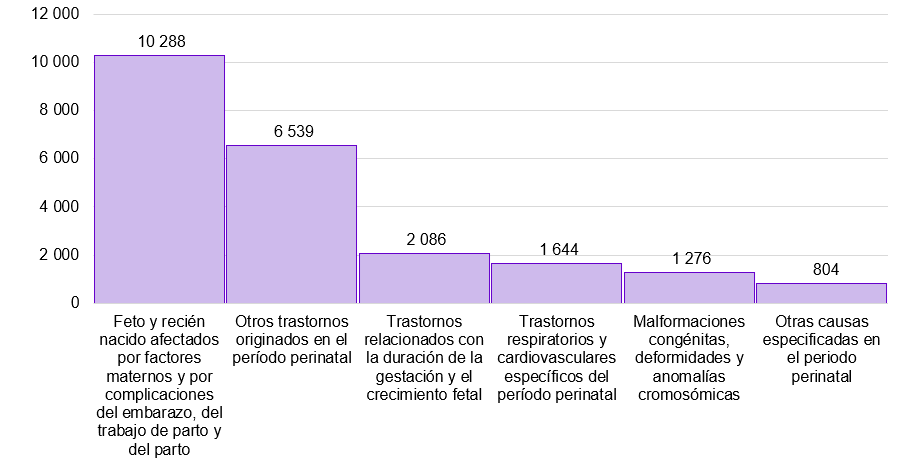 12 000
10 000
8 000
6 000
4 000
2 000
0
10 288
6 539
2 086
1 644
1 276
804
Feto y recién
nacido afectados
por factores
maternos y por
complicaciones
del embarazo, del
trabajo de parto y
del parto
Otros trastornos
originados en el
período perinatal
Trastornos
relacionados con
la duración de la
gestación y el
crecimiento fetal
Trastornos
respiratorios y
cardiovasculares
específicos del
período perinatal
Malformaciones
congénitas,
deformidades y
anomalías
cromosómicas
Otras causas
especificadas en
el periodo
perinatal